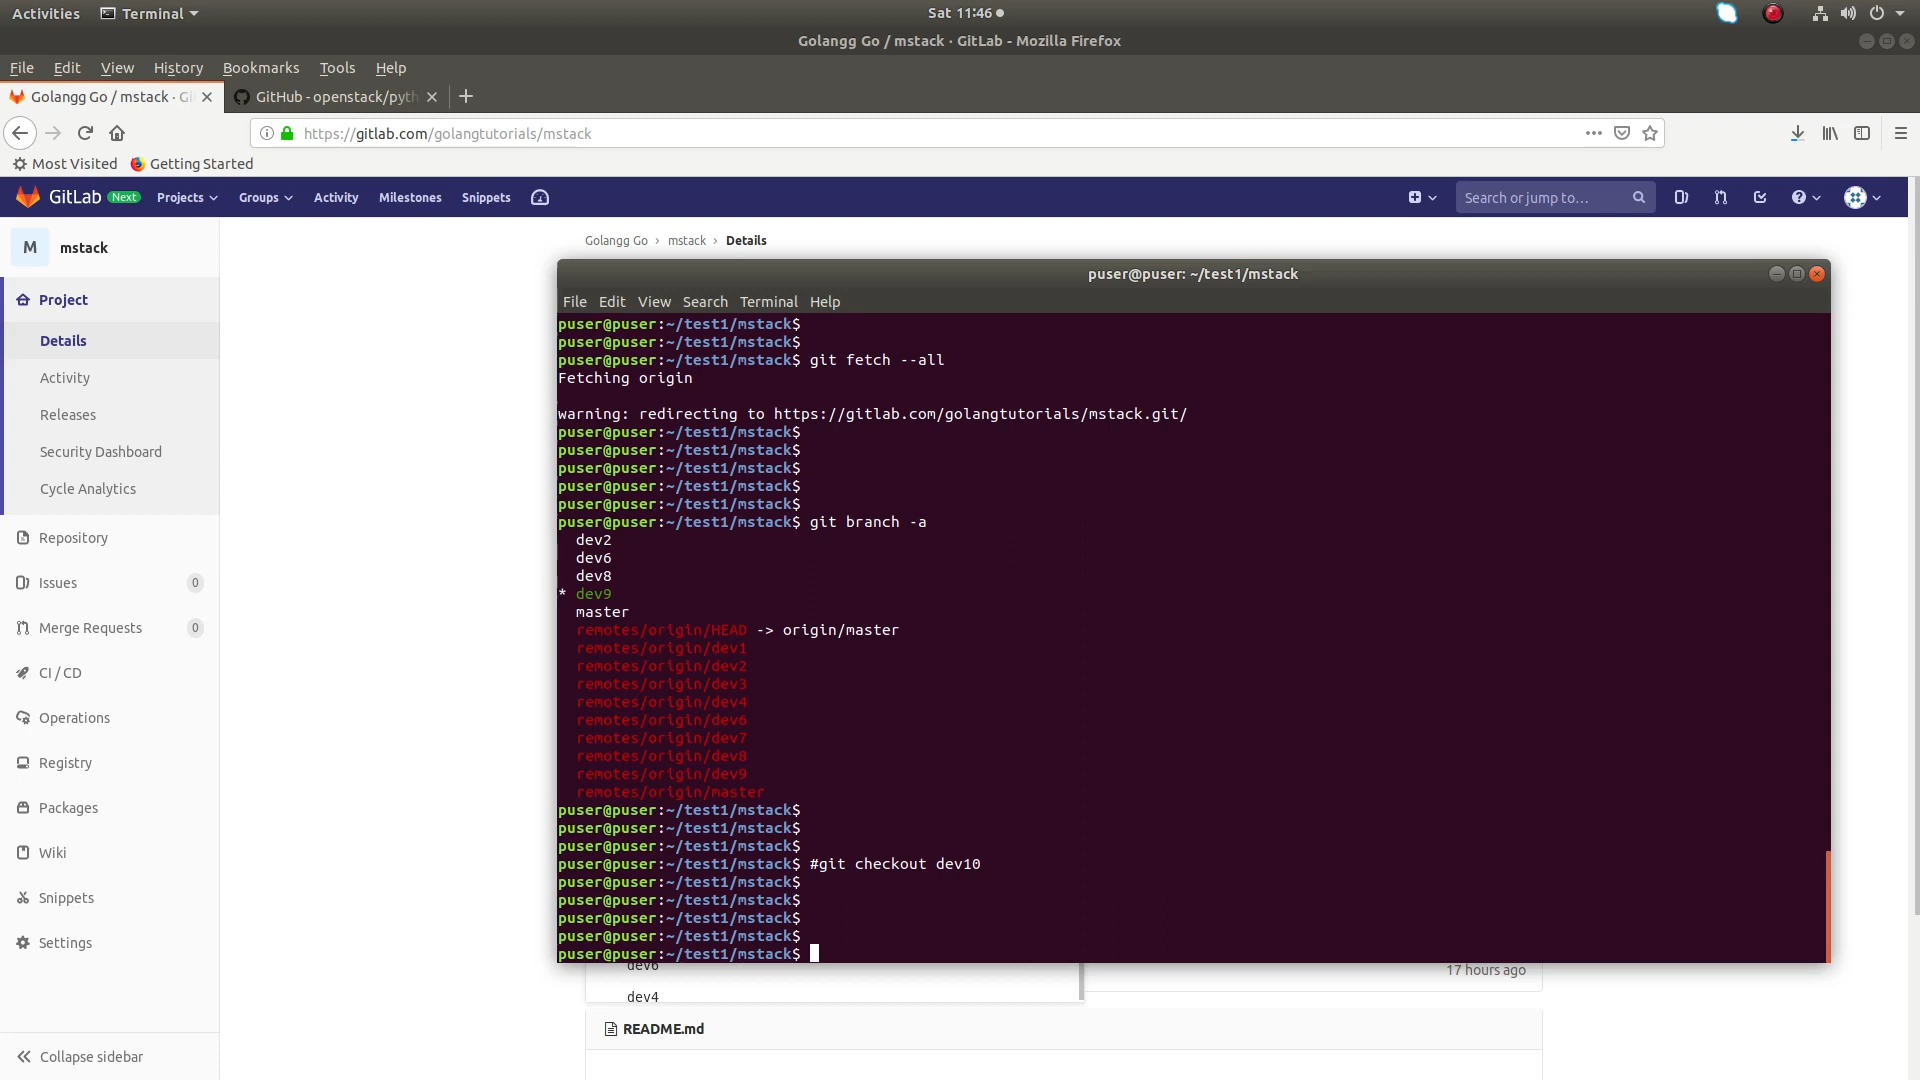 Activities Terminal Sat 11:46
Golangg Go / mstack · GitLab - Mozilla Firefox
File Edit View History Bookmarks Tools Help
Golangg Go / mstack · Gi GitHub - openstack/pyth
https://gitlab.com/golangtutorials/mstack
Most Visited Getting Started
GitLab Next Projects Groups Activity Milestones Snippets Search or jump to…
M mstack
Project
Details
Activity
Releases
Security Dashboard
Cycle Analytics
Repository
Issues 0
Merge Requests 0
CI / CD
Operations
Registry
Packages
Wiki
Snippets
Settings
Collapse sidebar
Golangg Go › mstack › Details
puser@puser: ~/test1/mstack
File Edit View Search Terminal Help
puser@puser:~/test1/mstack$
puser@puser:~/test1/mstack$
puser@puser:~/test1/mstack$ git fetch --all
Fetching origin
warning: redirecting to https://gitlab.com/golangtutorials/mstack.git/
puser@puser:~/test1/mstack$
puser@puser:~/test1/mstack$
puser@puser:~/test1/mstack$
puser@puser:~/test1/mstack$
puser@puser:~/test1/mstack$
puser@puser:~/test1/mstack$ git branch -a
dev2
dev6
dev8
* dev9
master
remotes/origin/HEAD -> origin/master
remotes/origin/dev1
remotes/origin/dev2
remotes/origin/dev3
remotes/origin/dev4
remotes/origin/dev6
remotes/origin/dev7
remotes/origin/dev8
remotes/origin/dev9
remotes/origin/master
puser@puser:~/test1/mstack$
puser@puser:~/test1/mstack$
puser@puser:~/test1/mstack$
puser@puser:~/test1/mstack$ #git checkout dev10
puser@puser:~/test1/mstack$
puser@puser:~/test1/mstack$
puser@puser:~/test1/mstack$
puser@puser:~/test1/mstack$
puser@puser:~/test1/mstack$
dev6
17 hours ago
dev4
README.md